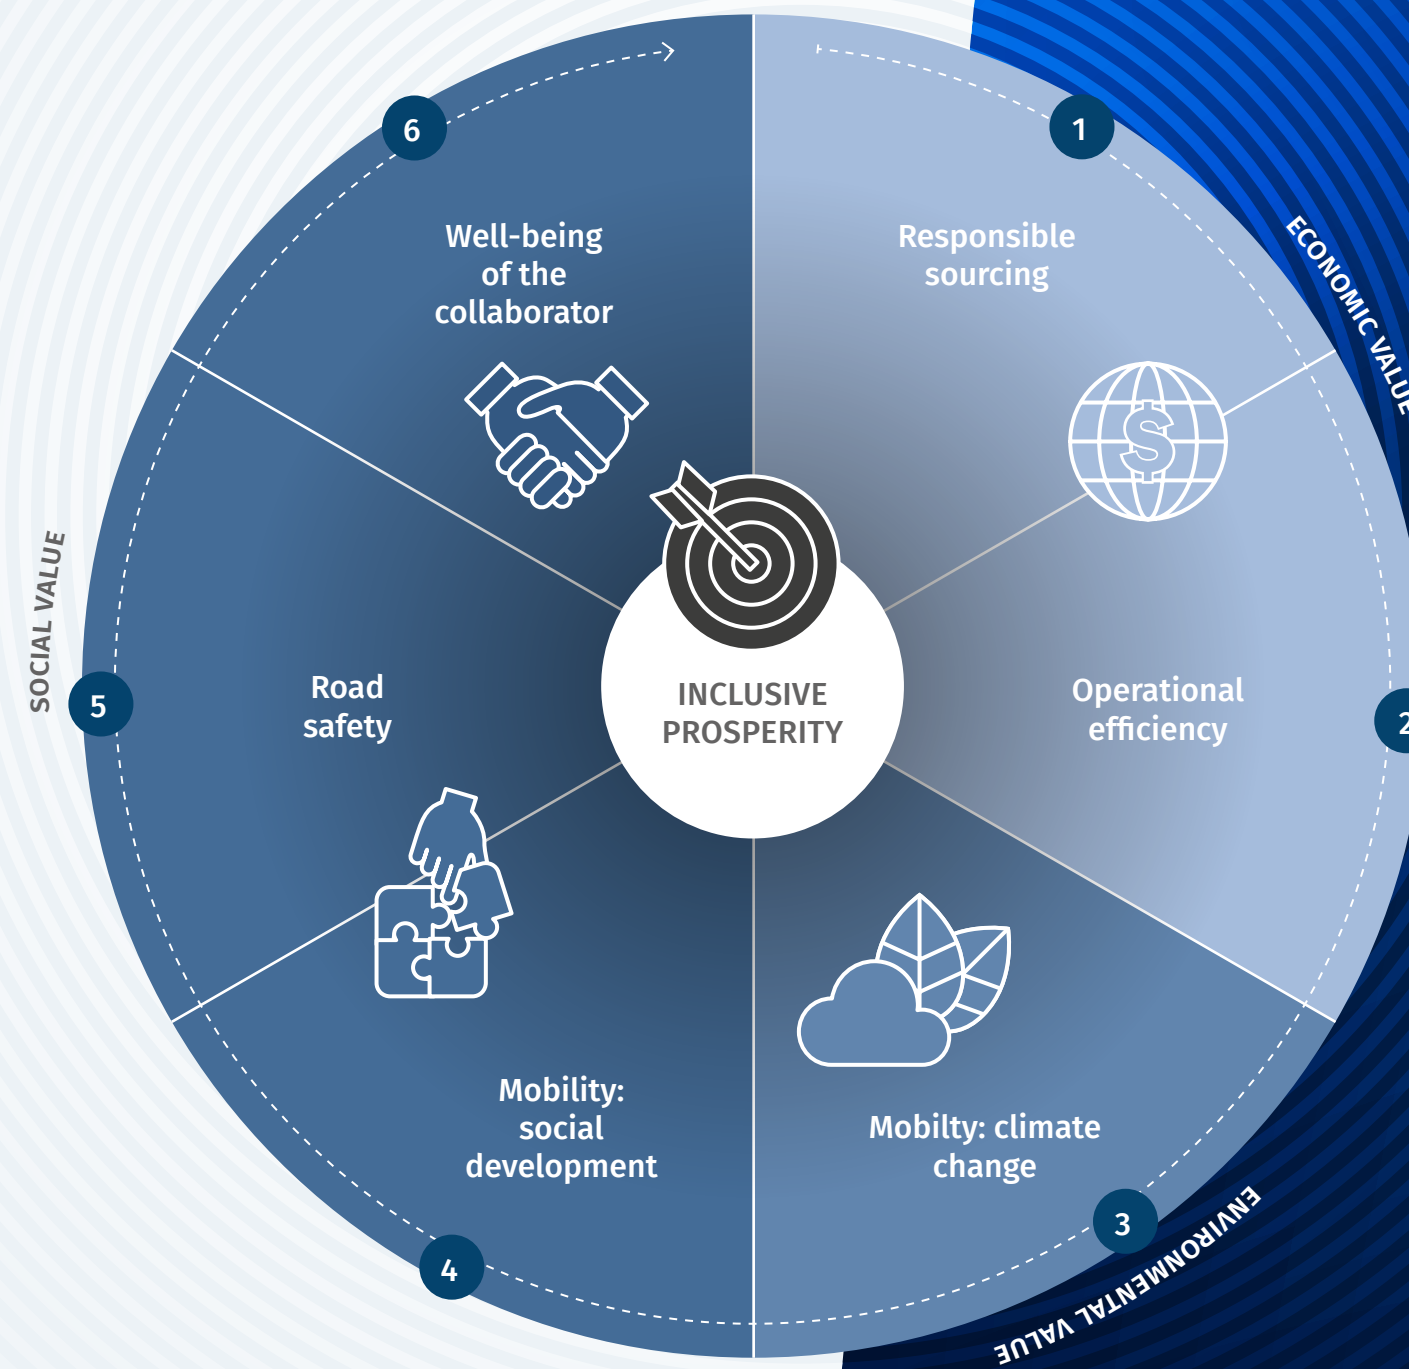 6
1
Well-being
of the
collaborator
Responsible
sourcing
ECONOMIC VALUE
$
SOCIAL VALUE
5
Road
safety
INCLUSIVE
PROSPERITY
Operational
efficiency
2
Mobility:
social
development
Mobilty: climate
change
4
3
ENVIRONMENTAL VALUE